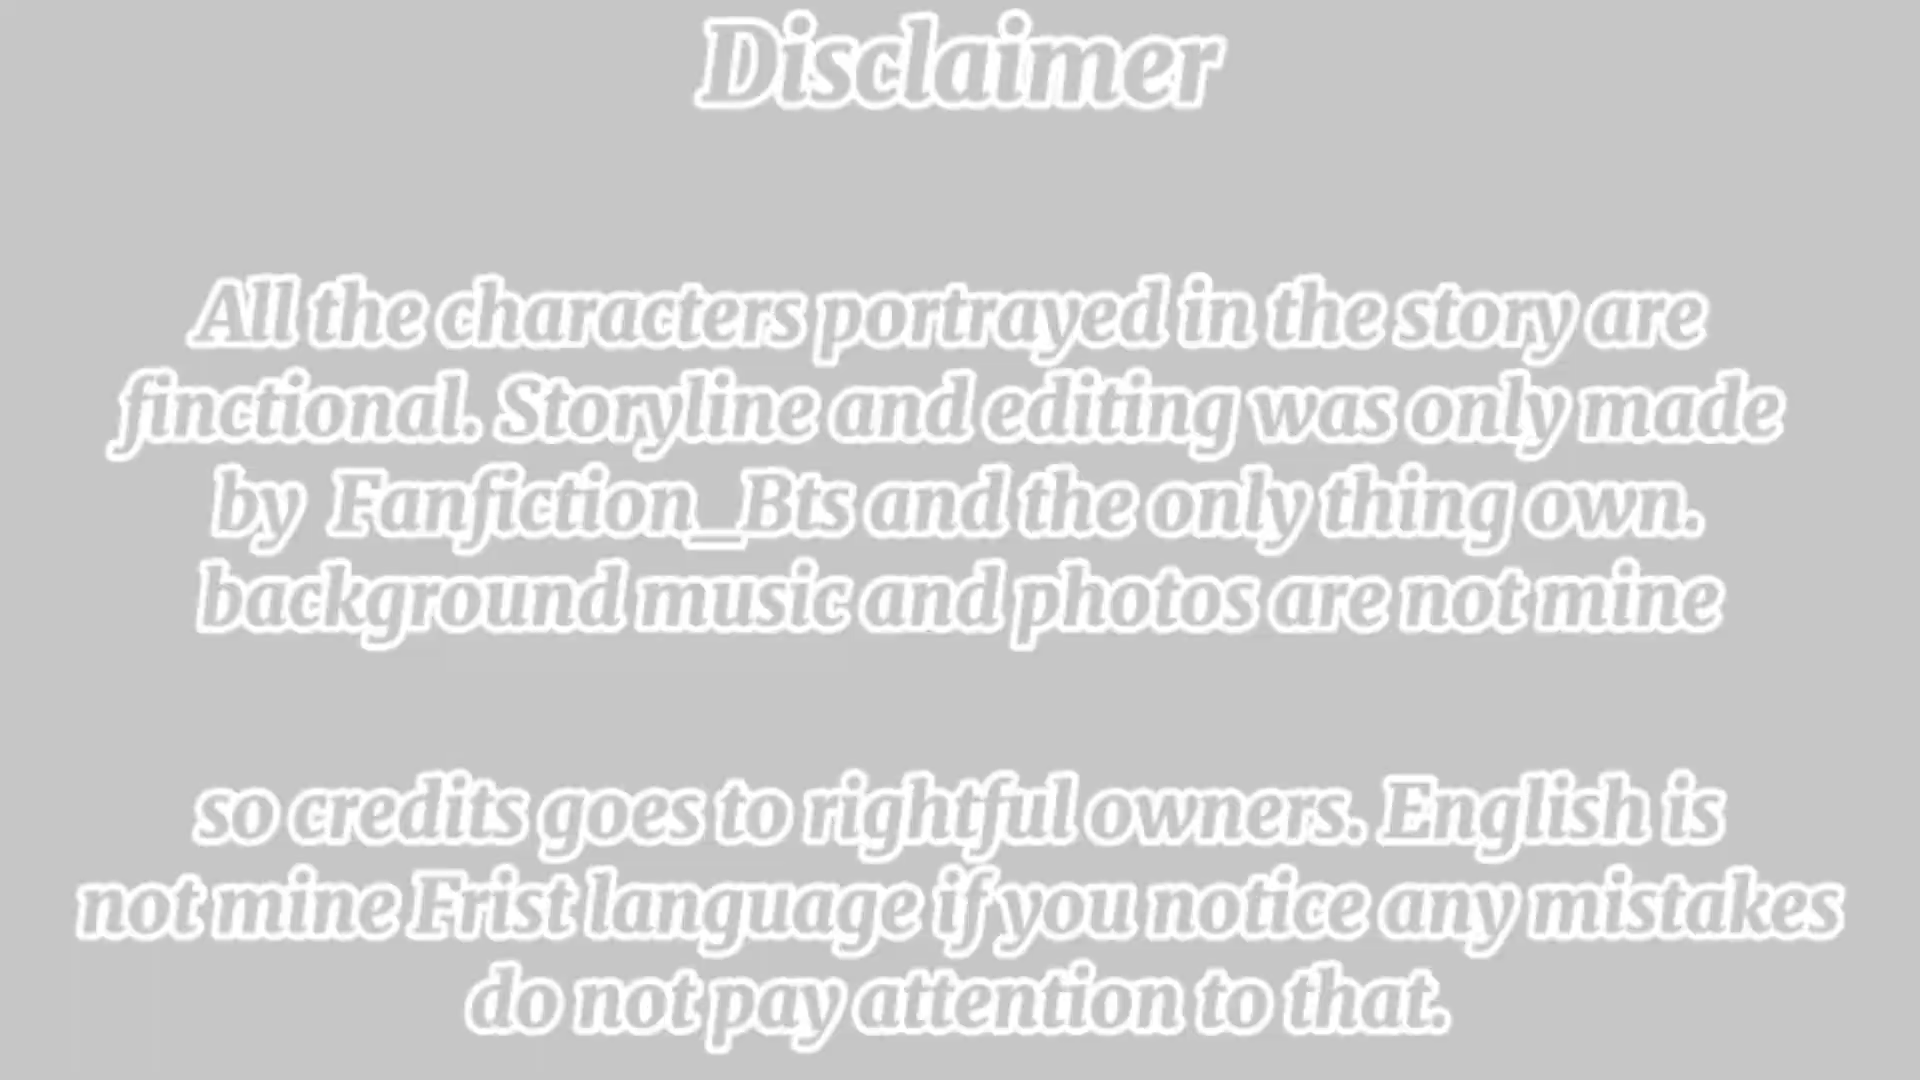 Disclaimer
All the characters portrayed in the story are
finctional. Storyline and editing was only made
by Fanfiction_Bts and the only thing own.
background music and photos are not mine
so credits goes to rightful owners. English is
not mine Frist language if you notice any mistakes
do not pay attention to that.